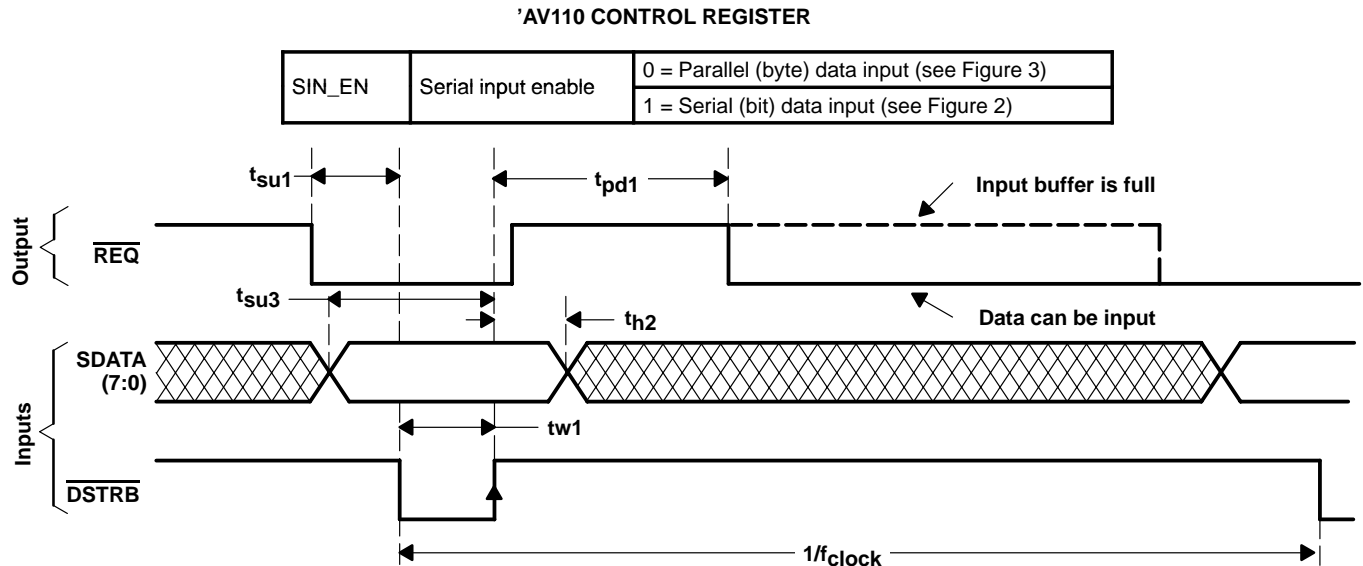 ’AV110 CONTROL REGISTER
SIN_EN
Serial input enable
0 = Parallel (byte) data input (see Figure 3)
1 = Serial (bit) data input (see Figure 2)
tsu1
tpd1
Input buffer is full
Output
REQ
tsu3
th2
Data can be input
Inputs
SDATA
(7:0)
tw1
DSTRB
1/fclock